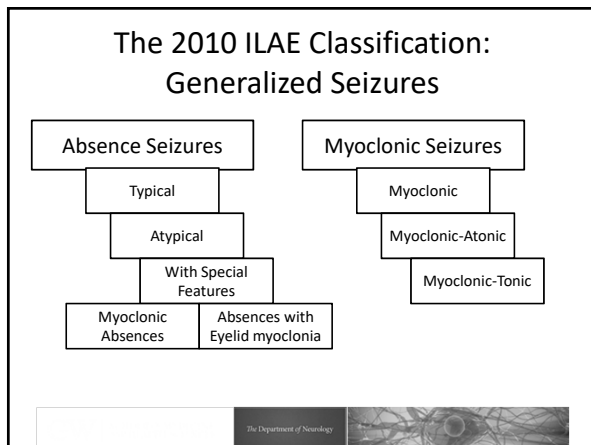 The 2010 ILAE Classification:
Generalized Seizures
Absence Seizures
Typical
Atypical
With Special
Features
Myoclonic
Absences
Absences with
Eyelid myoclonia
Myoclonic Seizures
Myoclonic
Myoclonic-Atonic
Myoclonic-Tonic
The Department of Neurology